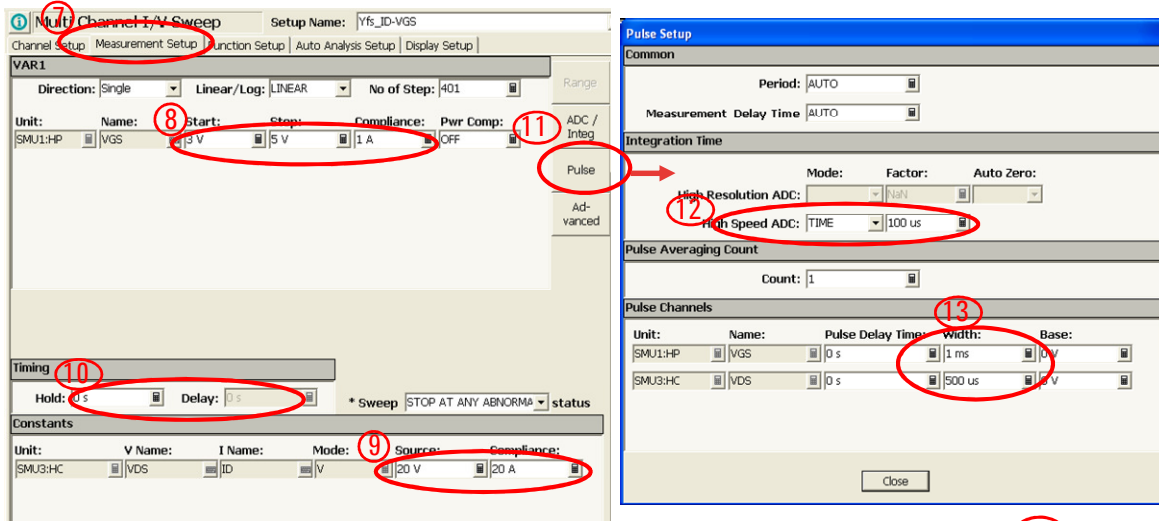 Multi Channel I/V Sweep Setup Name: Yfs_ID-VGS
⑦
Channel Setup Measurement Setup Function Setup Auto Analysis Setup Display Setup
VAR1
Direction: Single Linear/Log: LINEAR No of Step: 401
Range
Unit: Name: ⑧ Start: Stop: Compliance: Pwr Comp: ⑪
SMU1:HP VGS 3 V 5 V 1 A OFF
ADC /
Integ
Pulse
Ad-
vanced
Timing
⑩
Hold: 0 s Delay: 0 s * Sweep STOP AT ANY ABNORMA status
Constants
Unit: V Name: I Name: Mode: ⑨ Source: Compliance:
SMU3:HC VDS ID V 20 V 20 A
Pulse Setup
Common
Period: AUTO
Measurement Delay Time AUTO
Integration Time
Mode: Factor: Auto Zero:
High Resolution ADC: NaN
⑫
High Speed ADC: TIME 100 us
Pulse Averaging Count
Count: 1
Pulse Channels
⑬
Unit: Name: Pulse Delay Time: Width: Base:
SMU1:HP VGS 0 s 1 ms 0 V
SMU3:HC VDS 0 s 500 us 0 V
Close